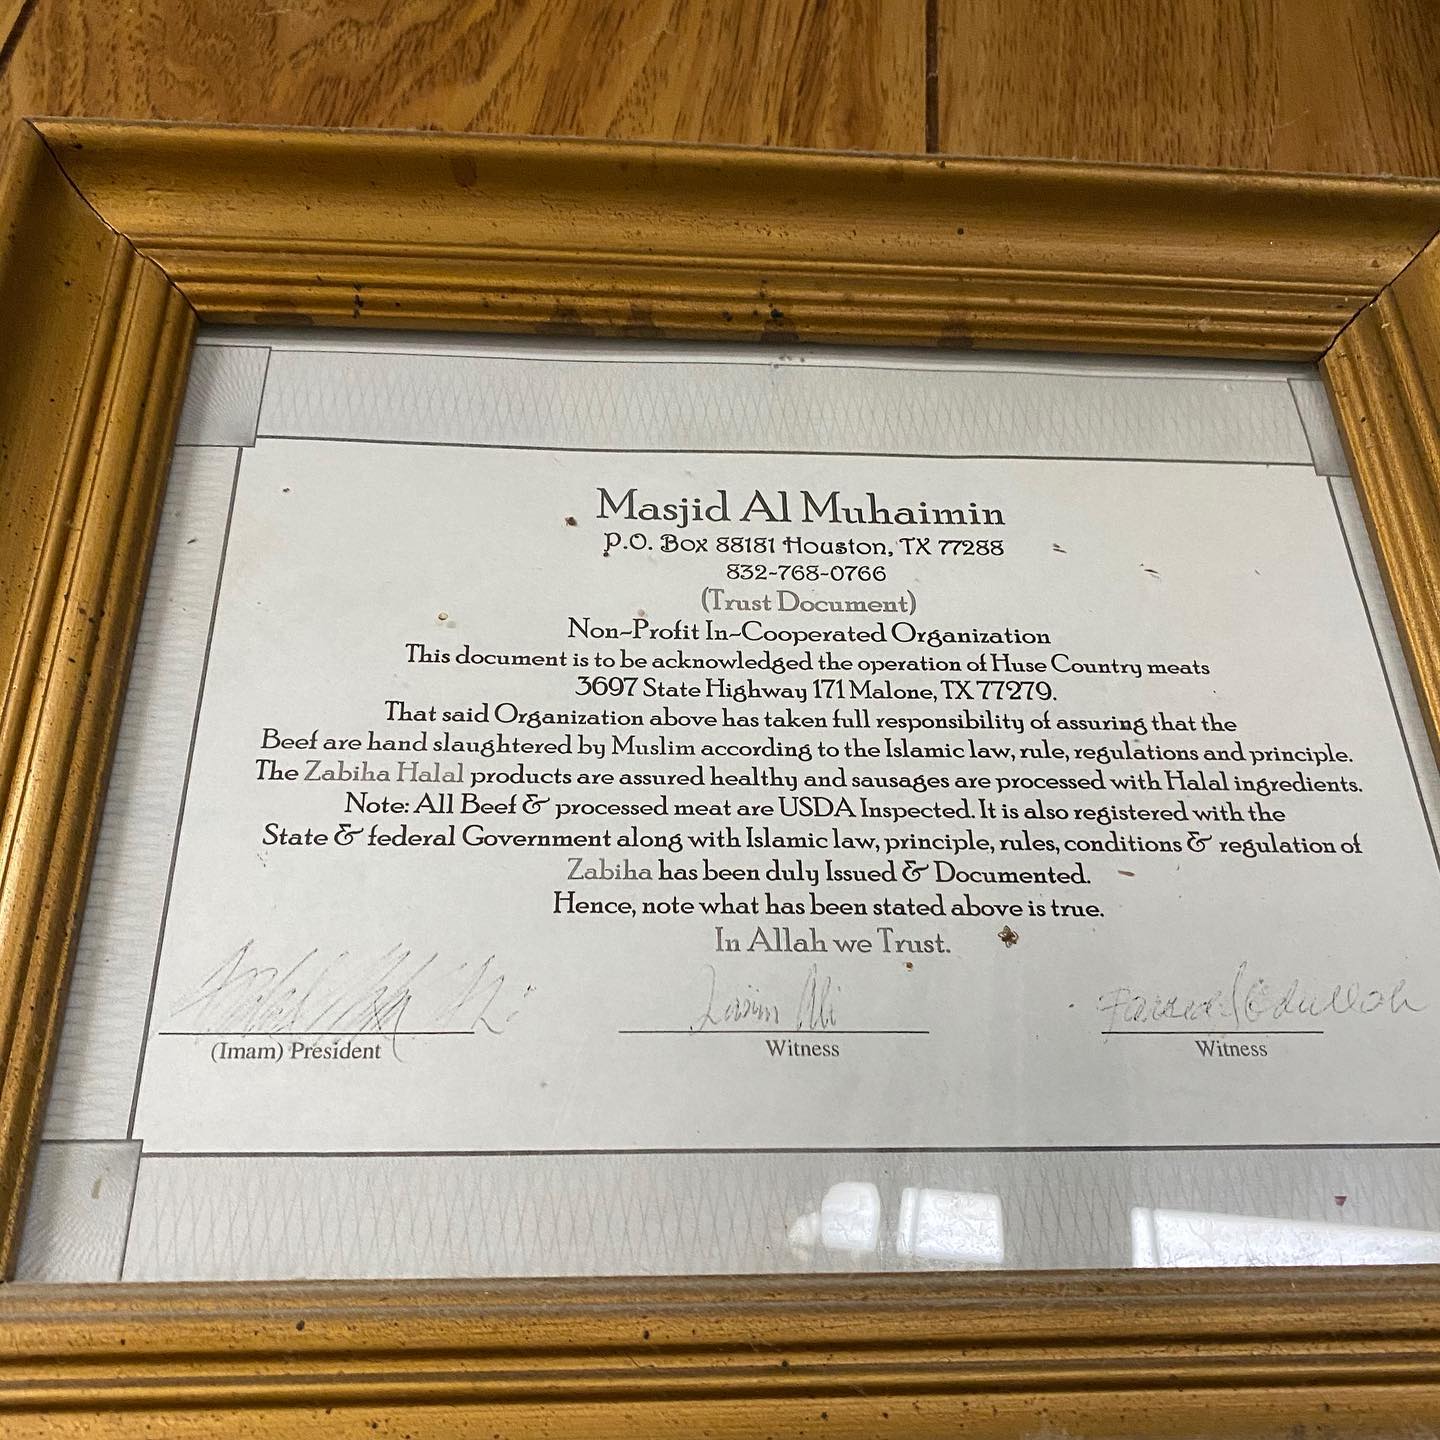 Masjid Al Muhaimin
P.O. Box 88181 Houston, TX 77288
832-768-0766
(Trust Document)
Non-Profit In-Cooperated Organization
This document is to be acknowledged the operation of Huse Country meats
3697 State Highway 171 Malone, TX 77279.
That said Organization above has taken full responsibility of assuring that the
Beef are hand slaughtered by Muslim according to the Islamic law, rule, regulations and principle.
The Zabiha Halal products are assured healthy and sausages are processed with Halal ingredients.
Note: All Beef & processed meat are USDA Inspected. It is also registered with the
State & federal Government along with Islamic law, principle, rules, conditions & regulation of
Zabiha has been duly Issued & Documented.
Hence, note what has been stated above is true.
In Allah we Trust.
(Imam) President
Witness
Witness